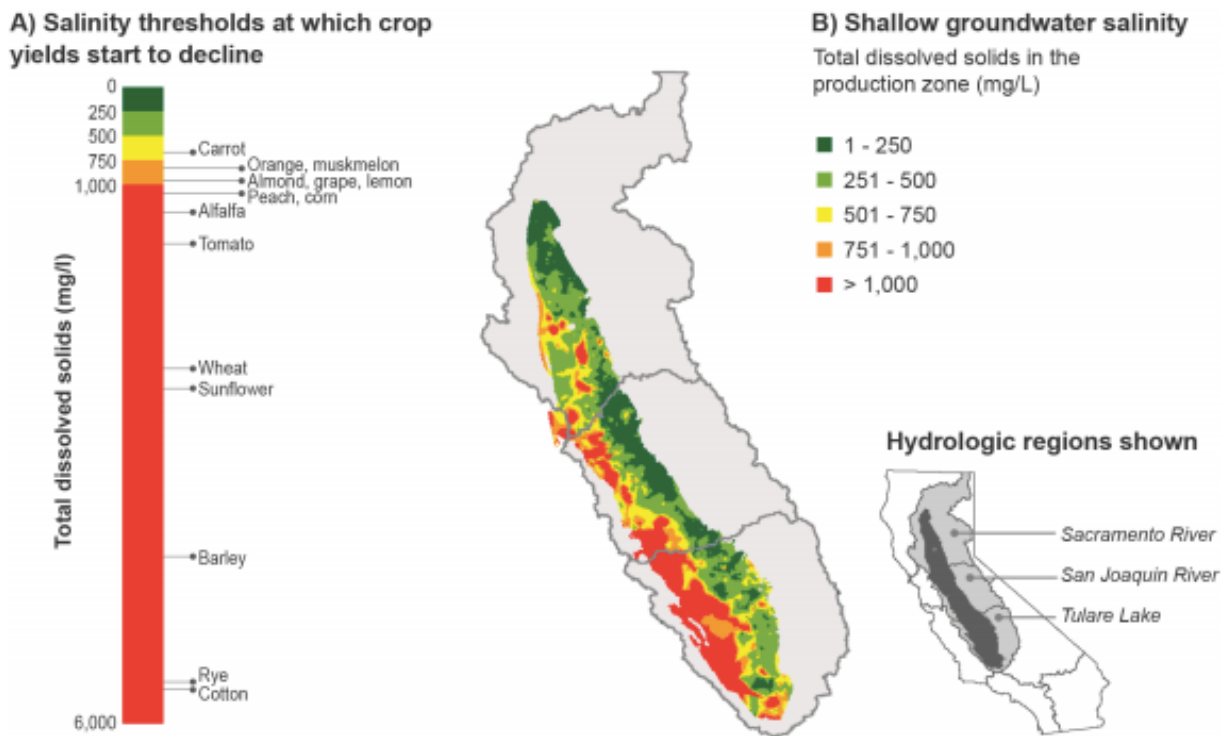 A) Salinity thresholds at which crop
yields start to decline
0
250
500
750
1,000
6,000
Total dissolved solids (mg/l)
Carrot
Orange, muskmelon
Almond, grape, lemon
Peach, corn
Alfalfa
Tomato
Wheat
Sunflower
Barley
Rye
Cotton
B) Shallow groundwater salinity
Total dissolved solids in the
production zone (mg/L)
1 - 250
251 - 500
501 - 750
751 - 1,000
> 1,000
Hydrologic regions shown
Sacramento River
San Joaquin River
Tulare Lake